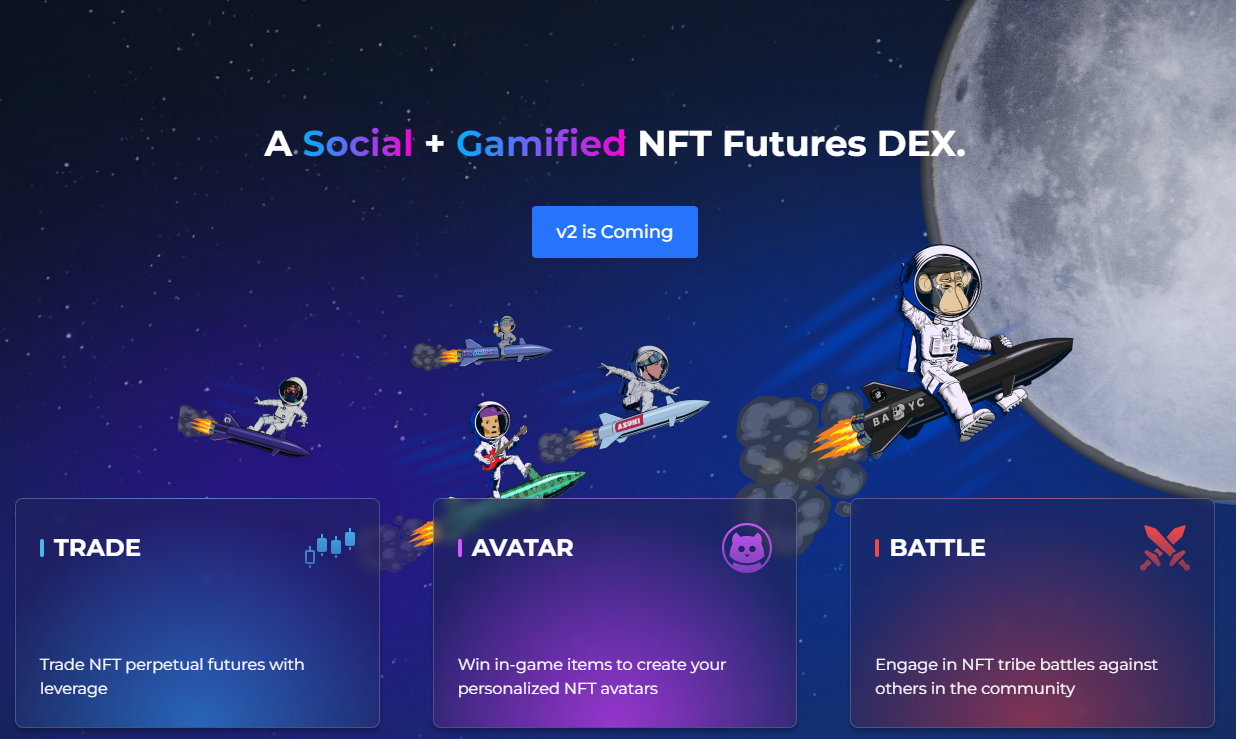 A Social + Gamified NFT Futures DEX.
v2 is Coming
ASUKI
BAYC
TRADE
AVATAR
BATTLE
Trade NFT perpetual futures with
leverage
Win in-game items to create your
personalized NFT avatars
Engage in NFT tribe battles against
others in the community